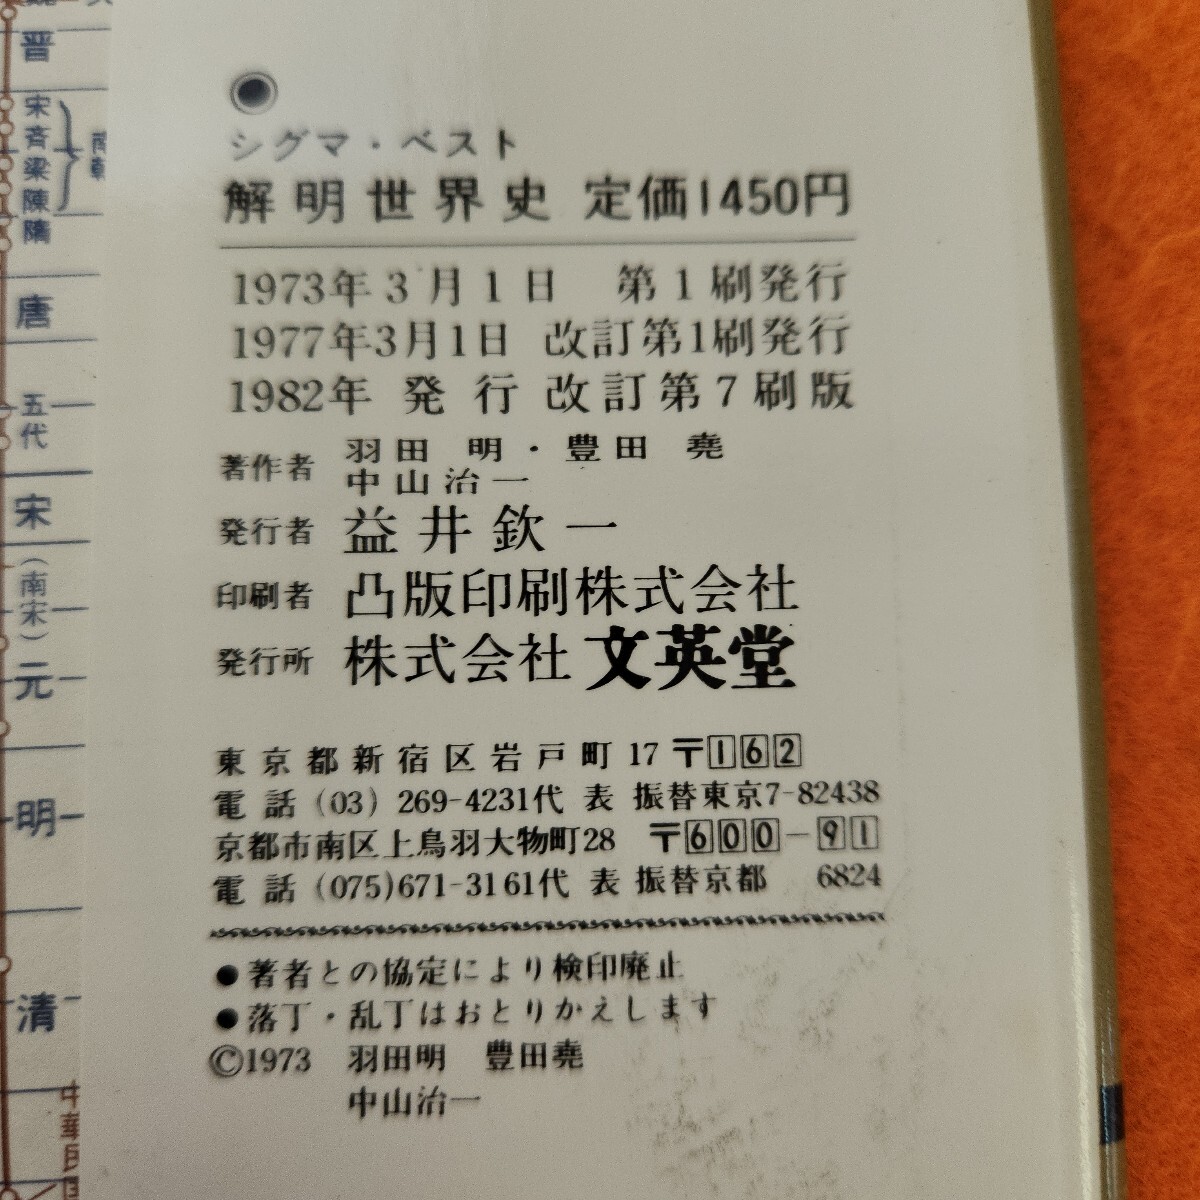 晋
宋
斉
梁
陳
隋
南朝
唐
五代
宋
(南宋)
元
明
清
中華民国
シグマ・ベスト
解明世界史 定価1450円
1973年3月1日 第1刷発行
1977年3月1日 改訂第1刷発行
1982年 発行 改訂第7刷版
著作者 羽田 明・豊田 堯
中山治一
発行者 益井欽一
印刷者 凸版印刷株式会社
発行所 株式会社 文英堂
東京都新宿区岩戸町17 〒162
電話 (03) 269-4231代表 振替東京7-82438
京都市南区上鳥羽大物町28 〒600-91
電話 (075)671-3161代表 振替京都 6824
●著者との協定により検印廃止
●落丁・乱丁はおとりかえします
©1973 羽田明 豊田堯
中山治一